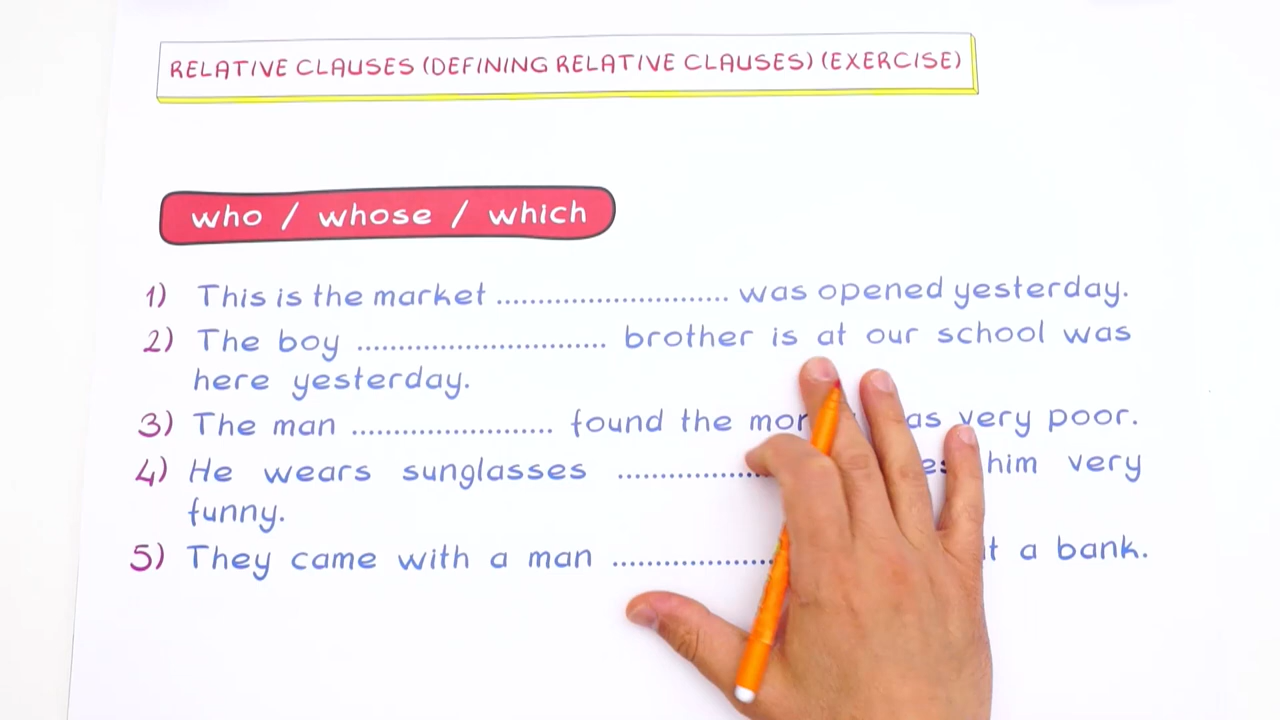 RELATIVE CLAUSES (DEFINING RELATIVE CLAUSES) (EXERCISE)
who / whose / which
1) This is the market ............................ was opened yesterday.
2) The boy .............................. brother is at our school was
here yesterday.
3) The man ........................ found the very poor.
4) He wears sunglasses ................. him very
funny.
5) They came with a man .................... a bank.